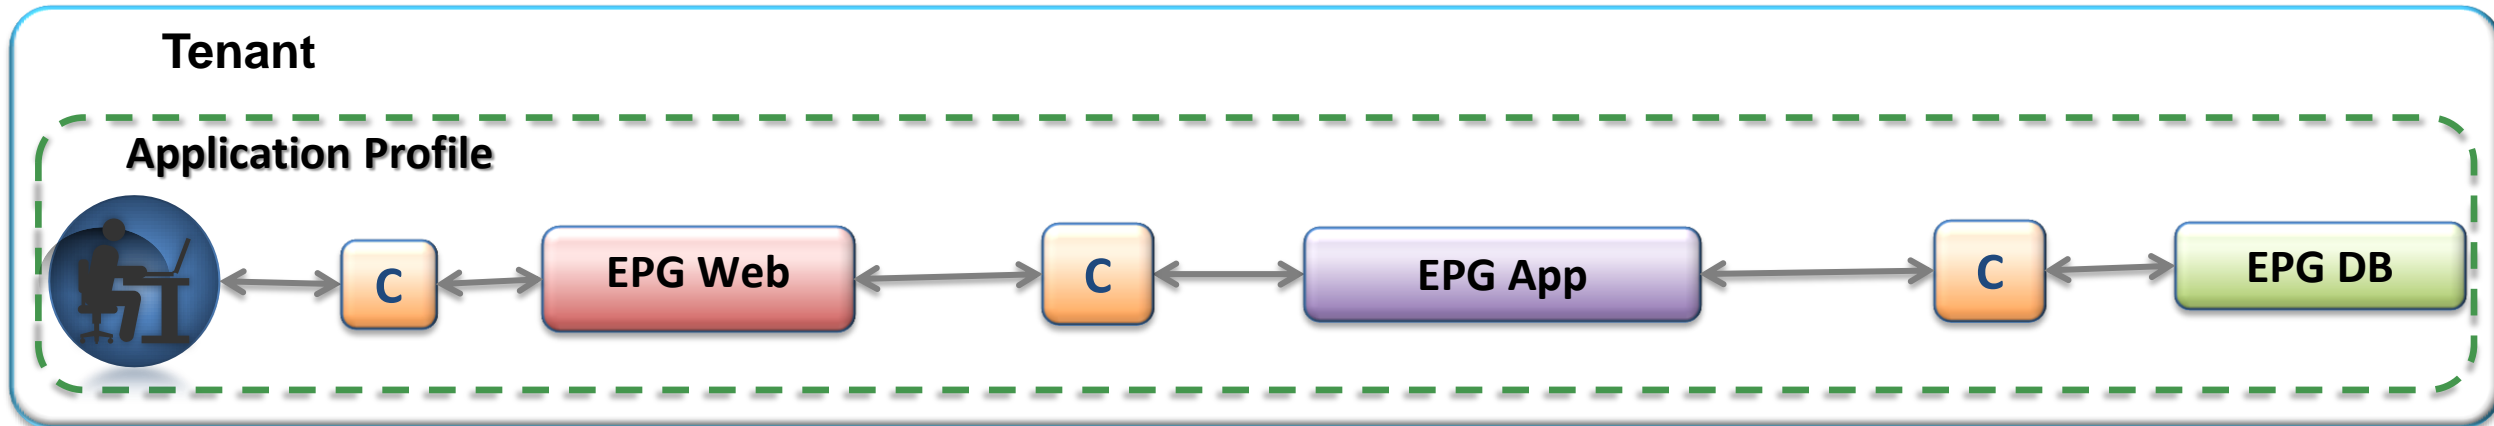 Tenant
Application Profile
C
EPG Web
C
EPG App
C
EPG DB